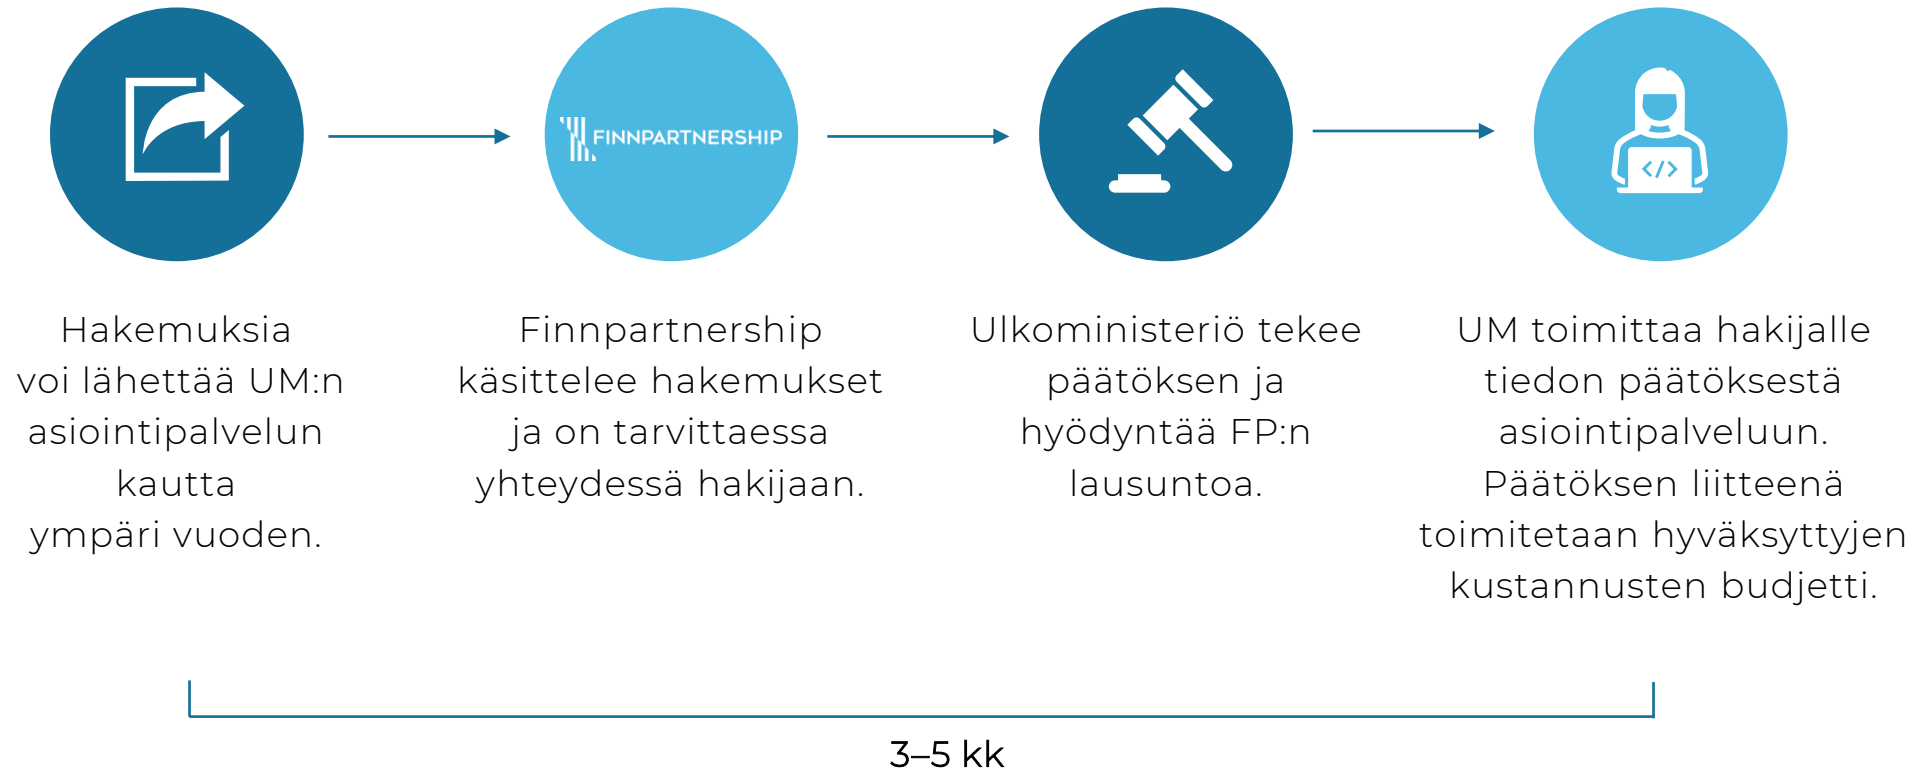 FINNPARTNERSHIP
</>
Hakemuksia
voi lähettää UM:n
asiointipalvelun
kautta
ympäri vuoden.
Finnpartnership
käsittelee hakemukset
ja on tarvittaessa
yhteydessä hakijaan.
Ulkoministeriö tekee
päätöksen ja
hyödyntää FP:n
lausuntoa.
UM toimittaa hakijalle
tiedon päätöksestä
asiointipalveluun.
Päätöksen liitteenä
toimitetaan hyväksyttyjen
kustannusten budjetti.
3–5 kk